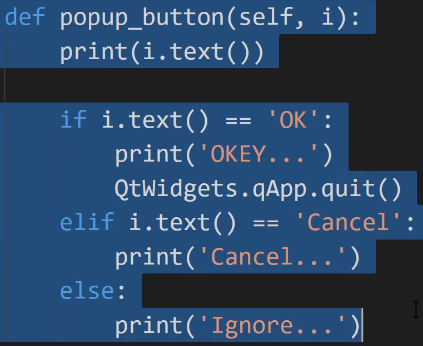 def popup_button(self, i):
    print(i.text())

    if i.text() == 'OK':
        print('OKEY...')
        QtWidgets.qApp.quit()
    elif i.text() == 'Cancel':
        print('Cancel...')
    else:
        print('Ignore...')